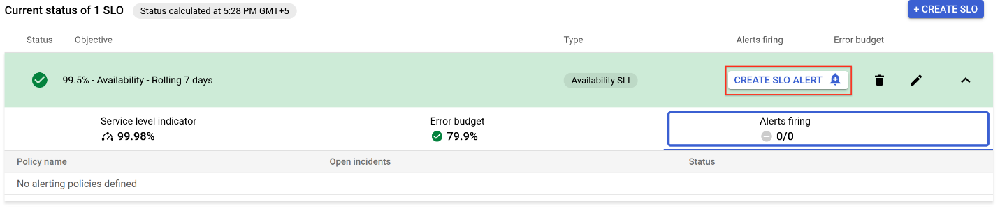 Current status of 1 SLO Status calculated at 5:28 PM GMT+5 + CREATE SLO
Status Objective Type Alerts firing Error budget
99.5% - Availability - Rolling 7 days Availability SLI CREATE SLO ALERT
Service level indicator Error budget Alerts firing
99.98% 79.9% 0/0
Policy name Open incidents Status
No alerting policies defined